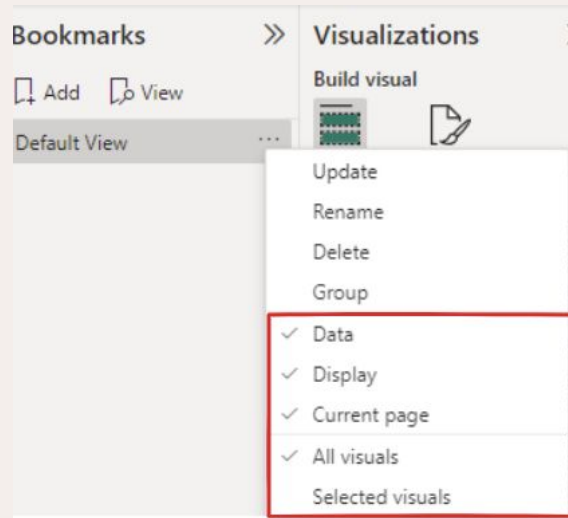 Bookmarks
Visualizations
Add
View
Build visual
Default View
Update
Rename
Delete
Group
Data
Display
Current page
All visuals
Selected visuals